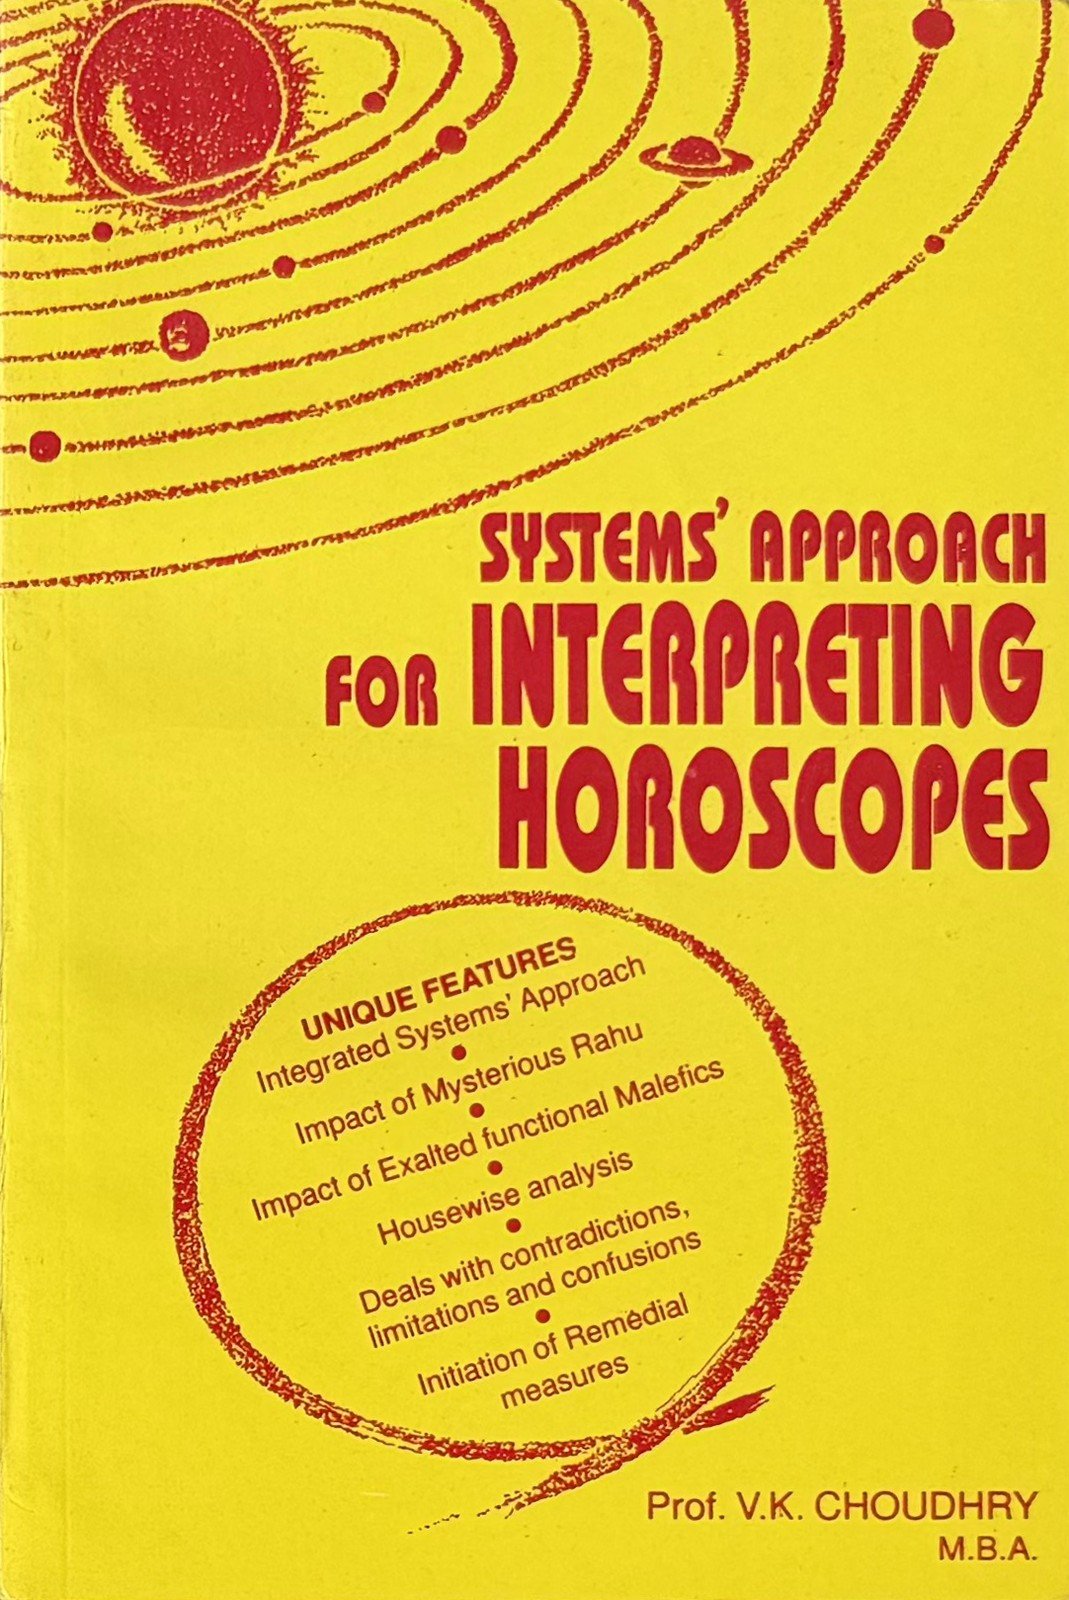 SYSTEMS' APPROACH
FOR INTERPRETING
HOROSCOPES
UNIQUE FEATURES
Integrated Systems' Approach
•
Impact of Mysterious Rahu
•
Impact of Exalted functional Malefics
•
Housewise analysis
•
Deals with contradictions,
limitations and confusions
•
Initiation of Remedial
measures
Prof. V.K. CHOUDHRY
M.B.A.